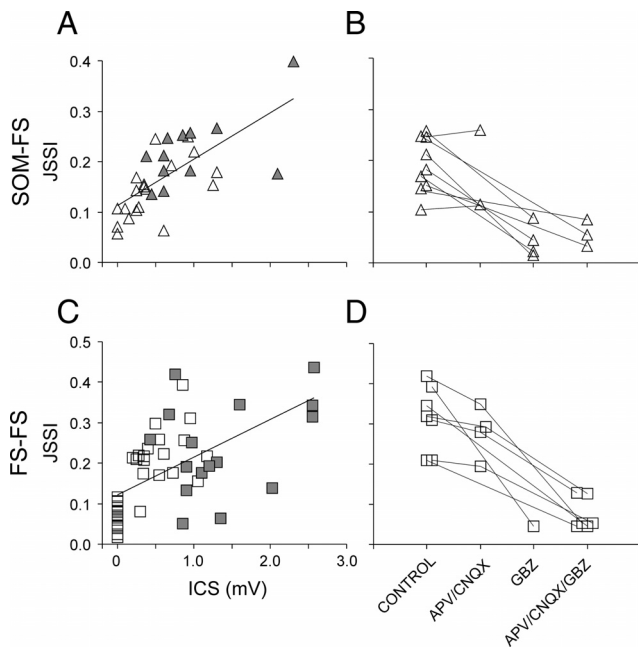 A
B
SOM-FS
JSSI
0.4
0.3
0.2
0.1
0.0
C
D
FS-FS
JSSI
0.5
0.4
0.3
0.2
0.1
0.0
0
1.0
2.0
3.0
ICS (mV)
CONTROL
APV/CNQX
GBZ
APV/CNQX/GBZ